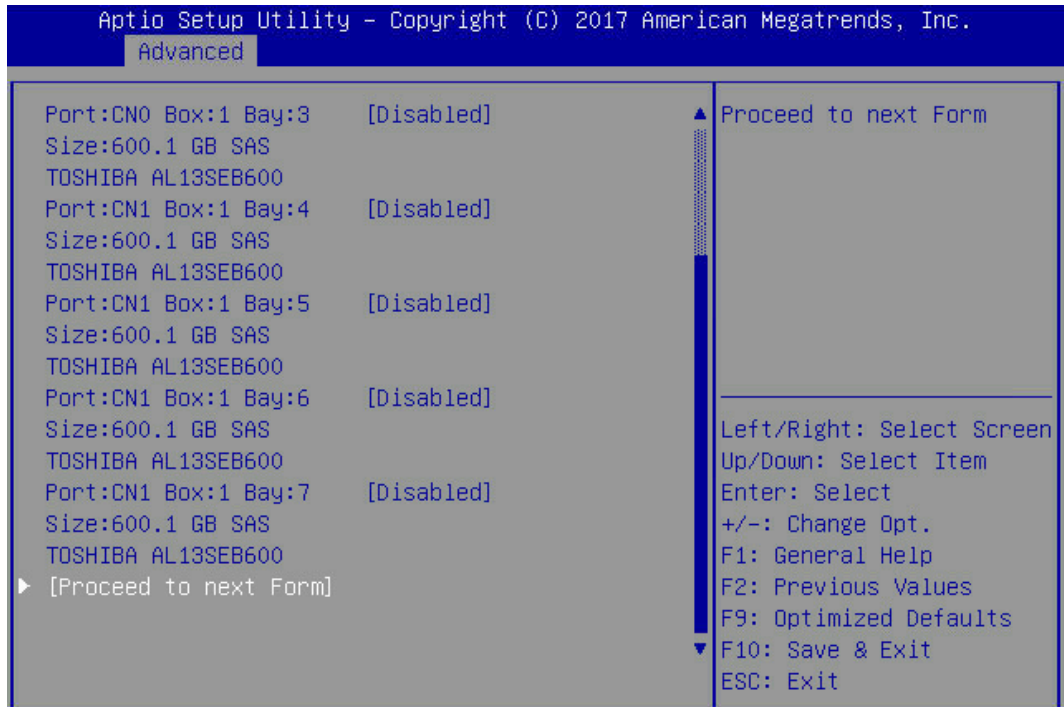 Aptio Setup Utility - Copyright (C) 2017 American Megatrends, Inc.
Advanced
Port:CN0 Box:1 Bay:3 [Disabled]
Size:600.1 GB SAS
TOSHIBA AL13SEB600
Port:CN1 Box:1 Bay:4 [Disabled]
Size:600.1 GB SAS
TOSHIBA AL13SEB600
Port:CN1 Box:1 Bay:5 [Disabled]
Size:600.1 GB SAS
TOSHIBA AL13SEB600
Port:CN1 Box:1 Bay:6 [Disabled]
Size:600.1 GB SAS
TOSHIBA AL13SEB600
Port:CN1 Box:1 Bay:7 [Disabled]
Size:600.1 GB SAS
TOSHIBA AL13SEB600
[Proceed to next Form]
Proceed to next Form
Left/Right: Select Screen
Up/Down: Select Item
Enter: Select
+/-: Change Opt.
F1: General Help
F2: Previous Values
F9: Optimized Defaults
F10: Save & Exit
ESC: Exit